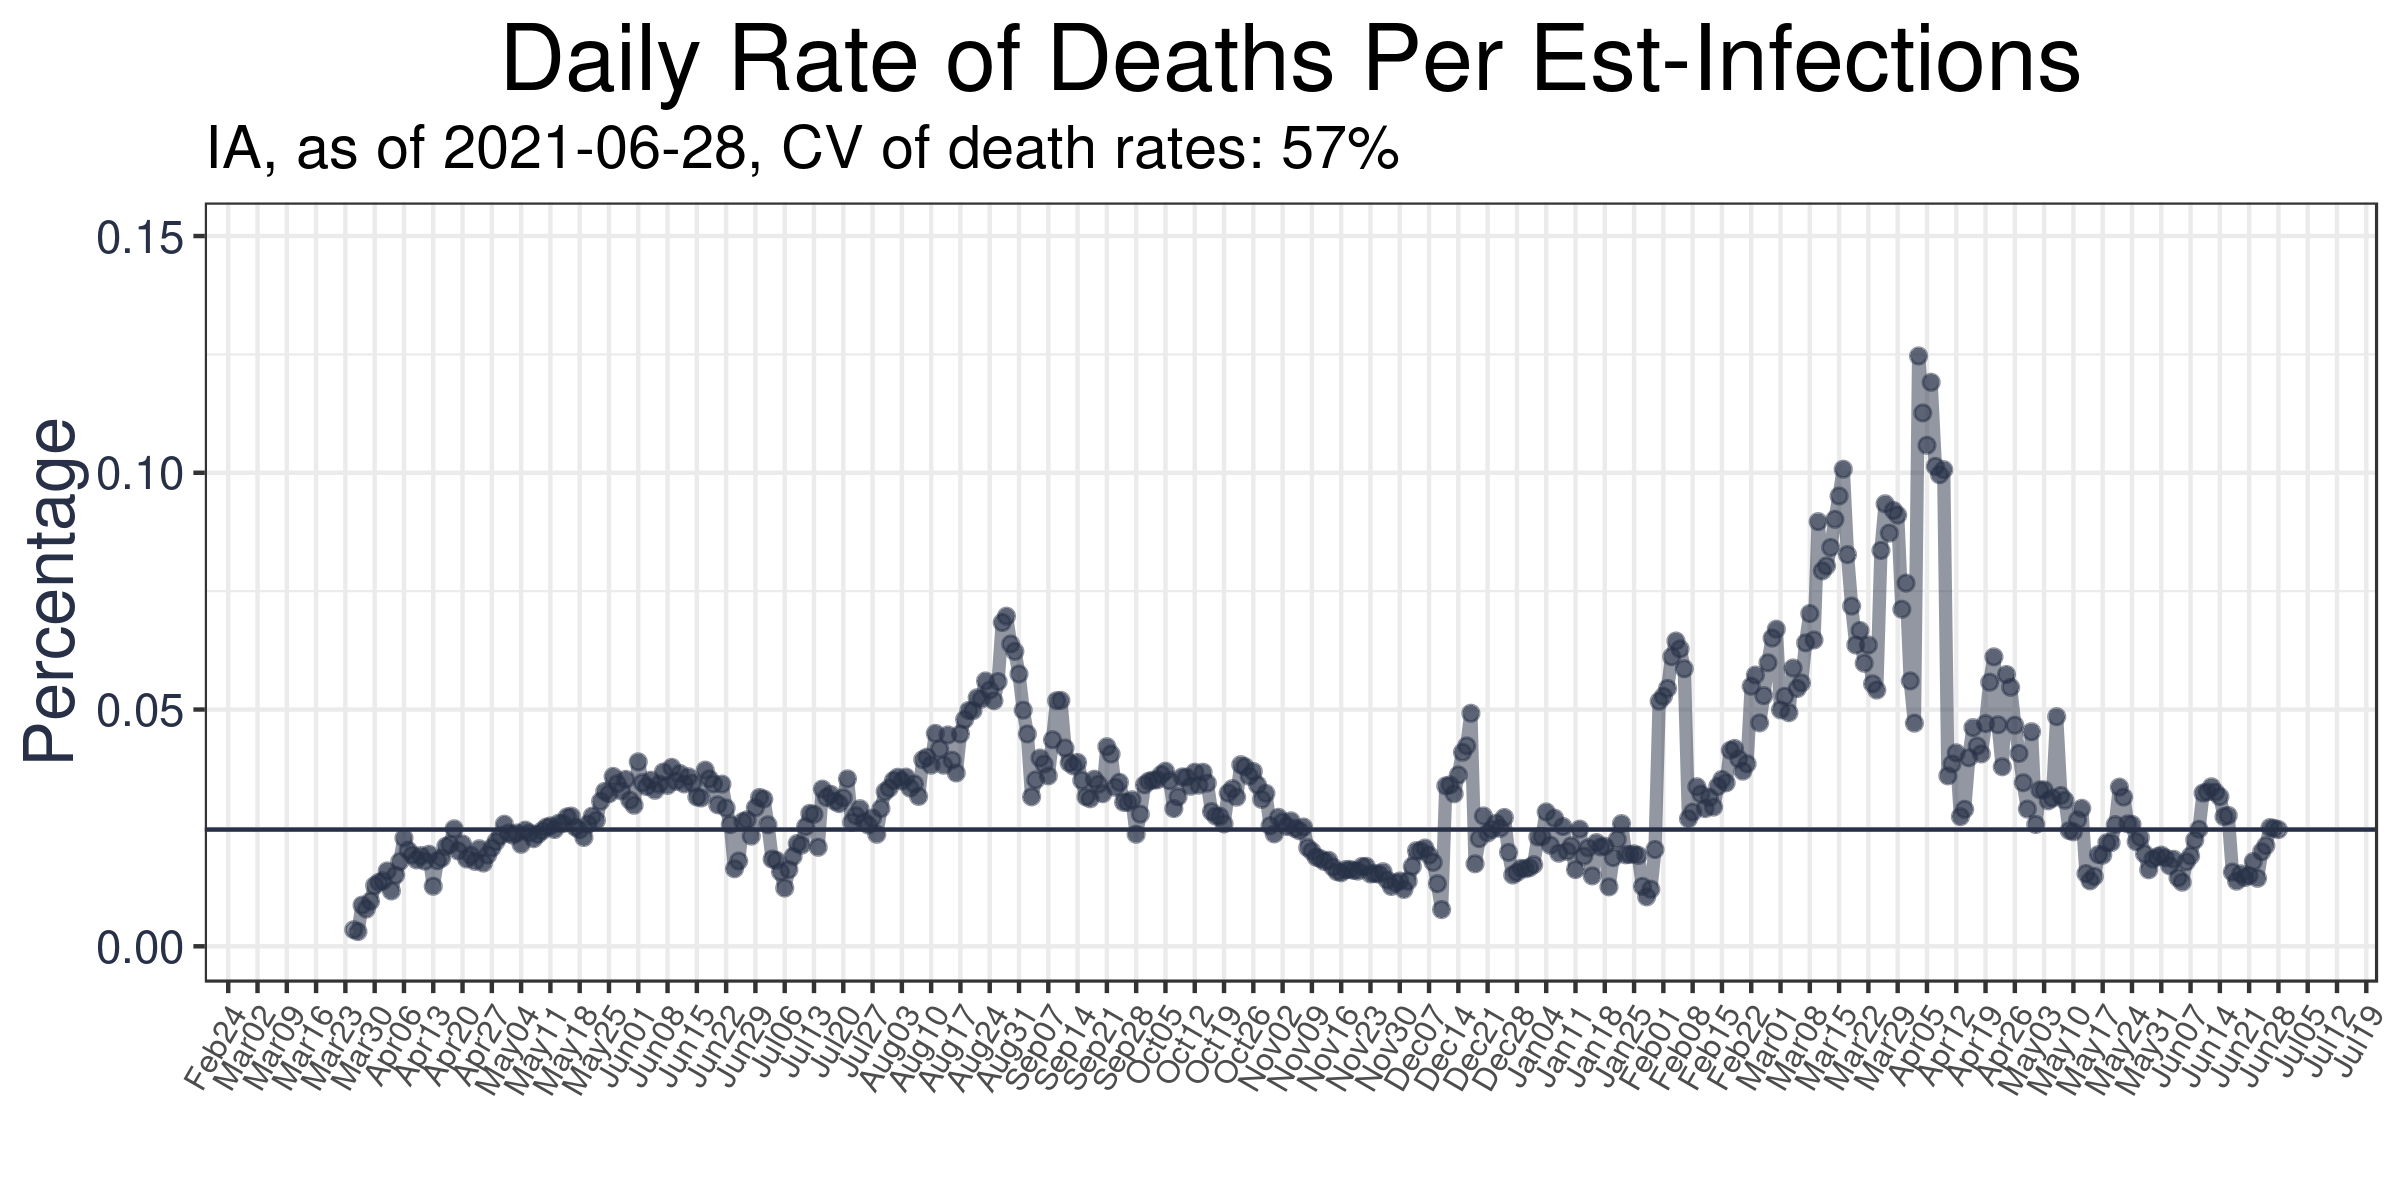 Daily Rate of Deaths Per Est-Infections
IA, as of 2021-06-28, CV of death rates: 57%
Percentage
0.15
0.10
0.05
0.00
Feb24
Mar02
Mar09
Mar16
Mar23
Mar30
Apr06
Apr13
Apr20
Apr27
May04
May11
May18
May25
Jun01
Jun08
Jun15
Jun22
Jun29
Jul06
Jul13
Jul20
Jul27
Aug03
Aug10
Aug17
Aug24
Aug31
Sep07
Sep14
Sep21
Sep28
Oct05
Oct12
Oct19
Oct26
Nov02
Nov09
Nov16
Nov23
Nov30
Dec07
Dec14
Dec21
Dec28
Jan04
Jan11
Jan18
Jan25
Feb01
Feb08
Feb15
Feb22
Mar01
Mar08
Mar15
Mar22
Mar29
Apr05
Apr12
Apr19
Apr26
May03
May10
May17
May24
May31
Jun07
Jun14
Jun21
Jun28
Jul05
Jul12
Jul19